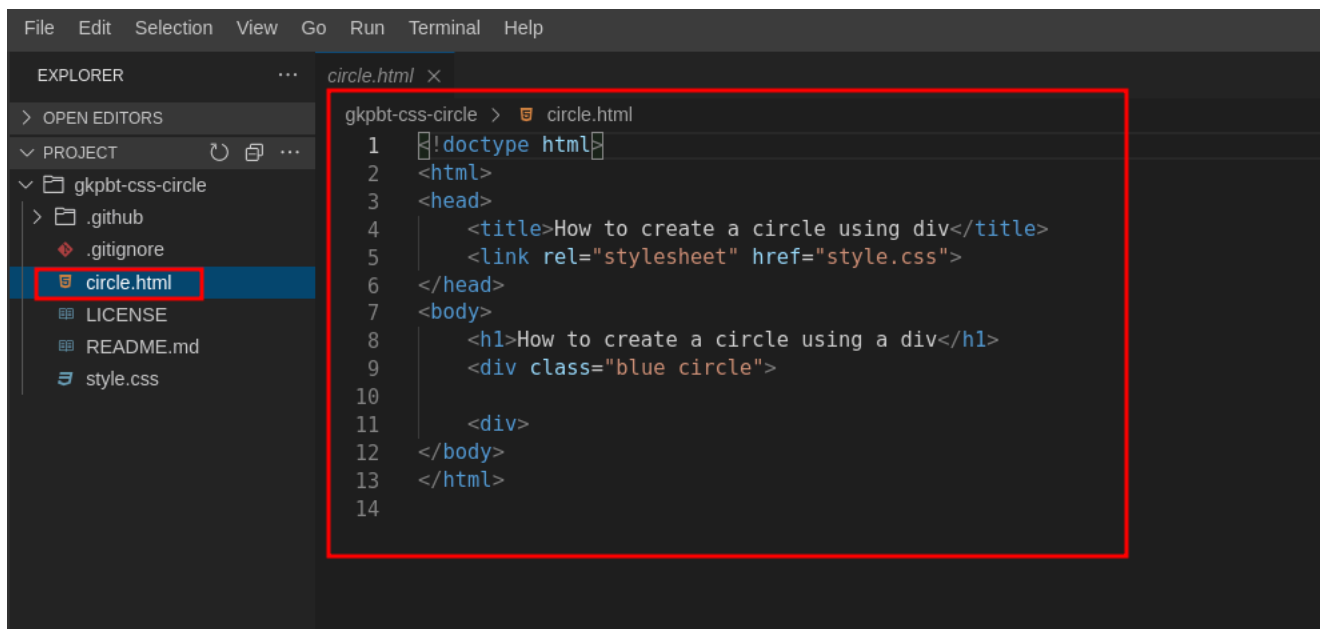 File Edit Selection View Go Run Terminal Help
EXPLORER ...
OPEN EDITORS
PROJECT ...
gkpbt-css-circle
.github
.gitignore
circle.html
LICENSE
README.md
style.css
circle.html
gkpbt-css-circle > circle.html
1 <!doctype html>
2 <html>
3 <head>
4 <title>How to create a circle using div</title>
5 <link rel="stylesheet" href="style.css">
6 </head>
7 <body>
8 <h1>How to create a circle using a div</h1>
9 <div class="blue circle">
10
11 <div>
12 </body>
13 </html>
14